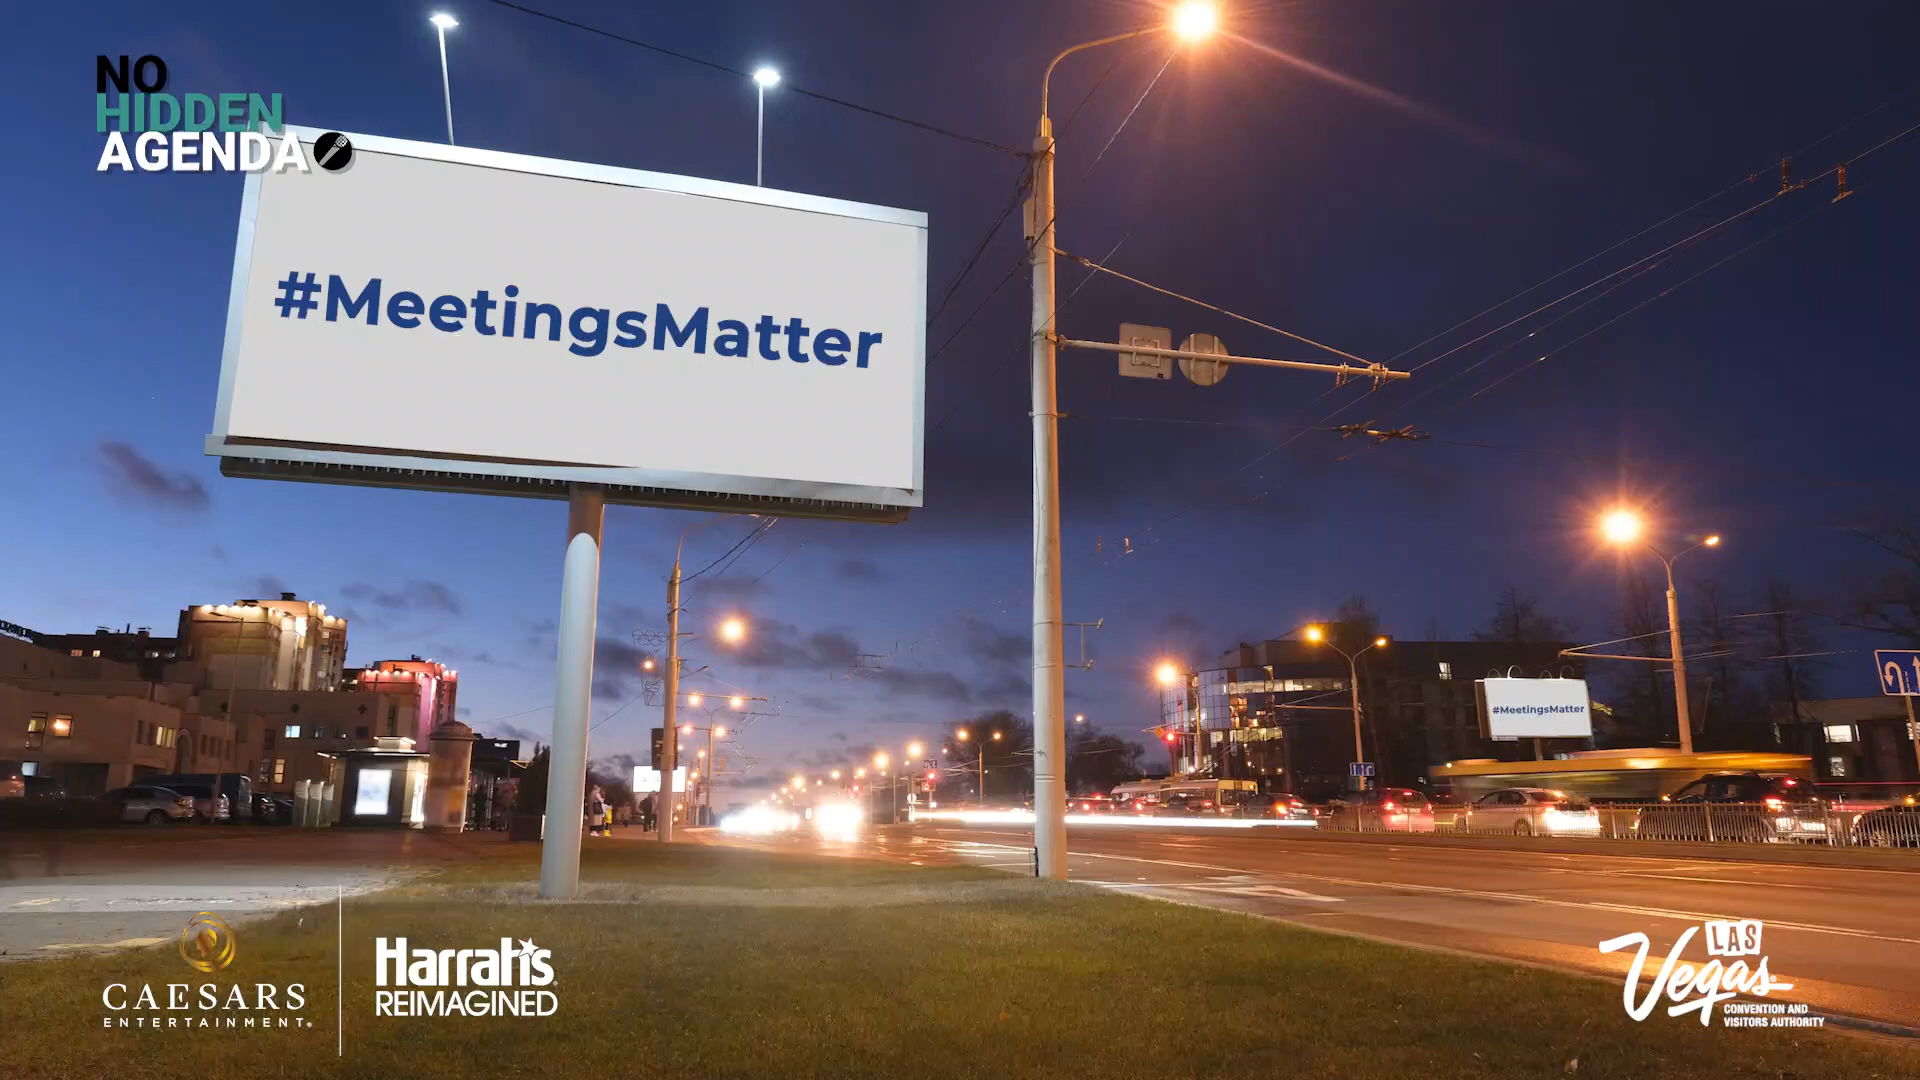 NO
HIDDEN
AGENDA
#MeetingsMatter
#MeetingsMatter
CAESARS
ENTERTAINMENT.
Harrah's
REIMAGINED
LAS
Vegas
CONVENTION AND
VISITORS AUTHORITY